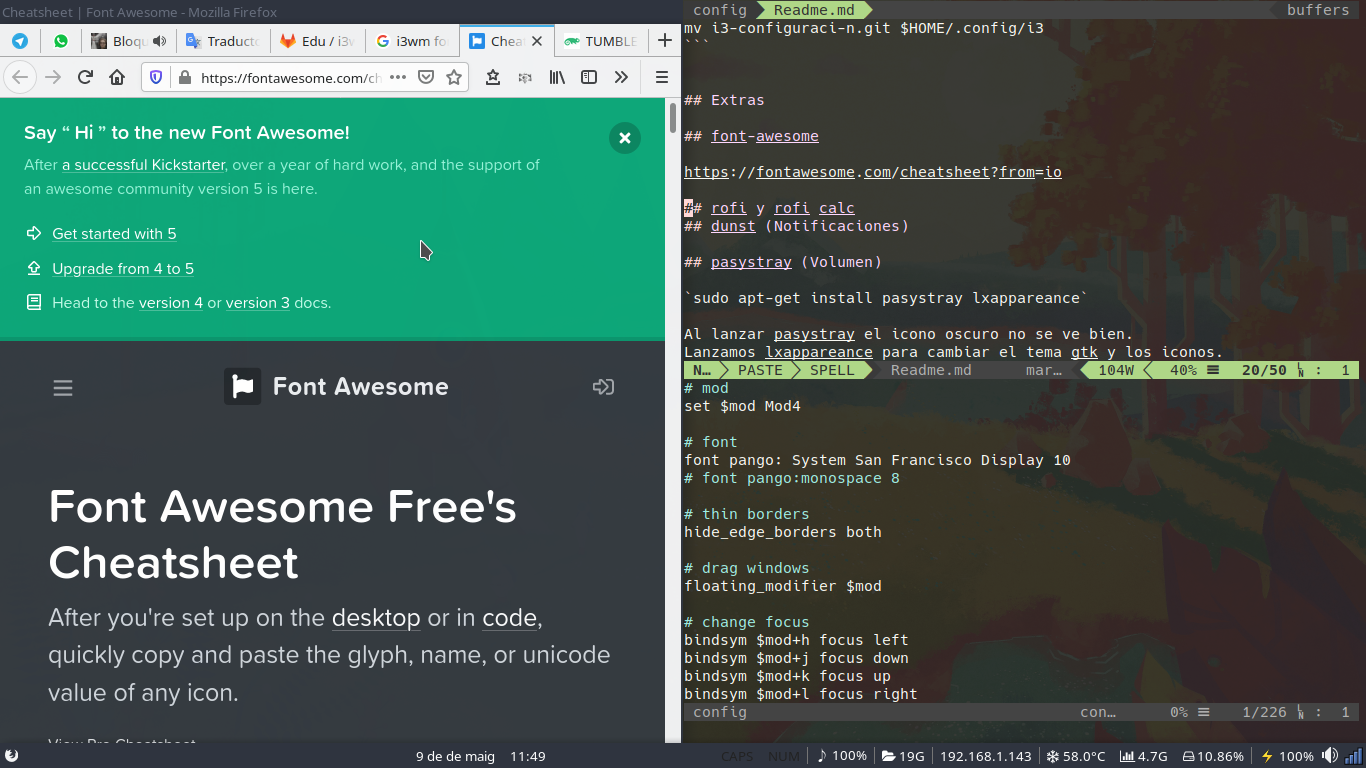 Cheatsheet | Font Awesome - Mozilla Firefox
Bloqu
Traducto
Edu / i3w
i3wm fo
Cheat
TUMBLE
https://fontawesome.com/ch
Say “ Hi ” to the new Font Awesome!
After a successful Kickstarter, over a year of hard work, and the support of
an awesome community version 5 is here.
Get started with 5
Upgrade from 4 to 5
Head to the version 4 or version 3 docs.
Font Awesome
Font Awesome Free's
Cheatsheet
After you're set up on the desktop or in code,
quickly copy and paste the glyph, name, or unicode
value of any icon.
View Pro Cheatsheet
config Readme.md buffers
mv i3-configuraci-n.git $HOME/.config/i3
```
## Extras
## font-awesome
https://fontawesome.com/cheatsheet?from=io
## rofi y rofi calc
## dunst (Notificaciones)
## pasystray (Volumen)
`sudo apt-get install pasystray lxappareance`
Al lanzar pasystray el icono oscuro no se ve bien.
Lanzamos lxappareance para cambiar el tema gtk y los iconos.
N… PASTE SPELL Readme.md mar… 104W 40% ☰ 20/50 ㏑ : 1
# mod
set $mod Mod4
# font
font pango: System San Francisco Display 10
# font pango:monospace 8
# thin borders
hide_edge_borders both
# drag windows
floating_modifier $mod
# change focus
bindsym $mod+h focus left
bindsym $mod+j focus down
bindsym $mod+k focus up
bindsym $mod+l focus right
config con… 0% ☰ 1/226 ㏑ : 1
9 de de maig 11:49
CAPS NUM ♪ 100% 19G 192.168.1.143 58.0°C 4.7G 10.86% 100%